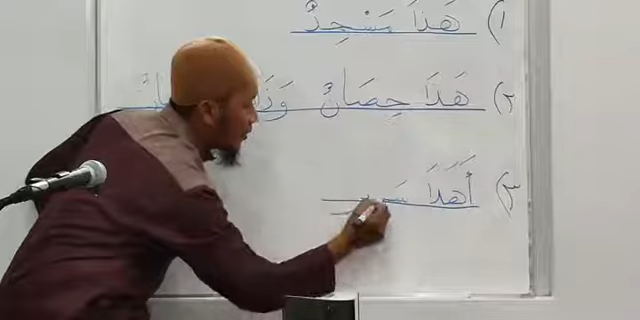 ١) هَذَا مَسْجِدٌ
٢) هَذَا حِصَانٌ وَ
٣) أَهَذَا